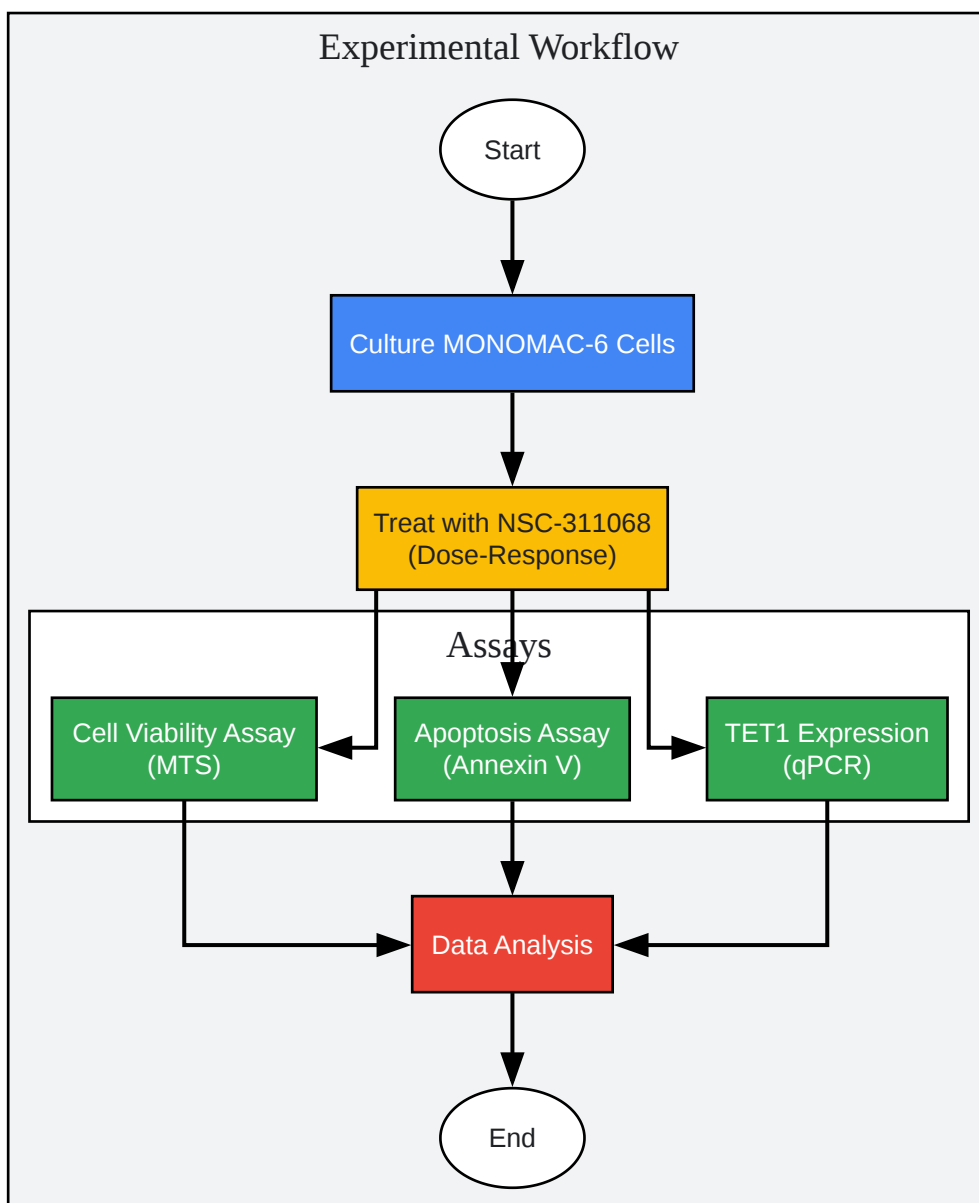 Experimental Workflow
Start
Culture MONOMAC-6 Cells
Treat with NSC-311068
(Dose-Response)
Assays
Cell Viability Assay
(MTS)
Apoptosis Assay
(Annexin V)
TET1 Expression
(qPCR)
Data Analysis
End